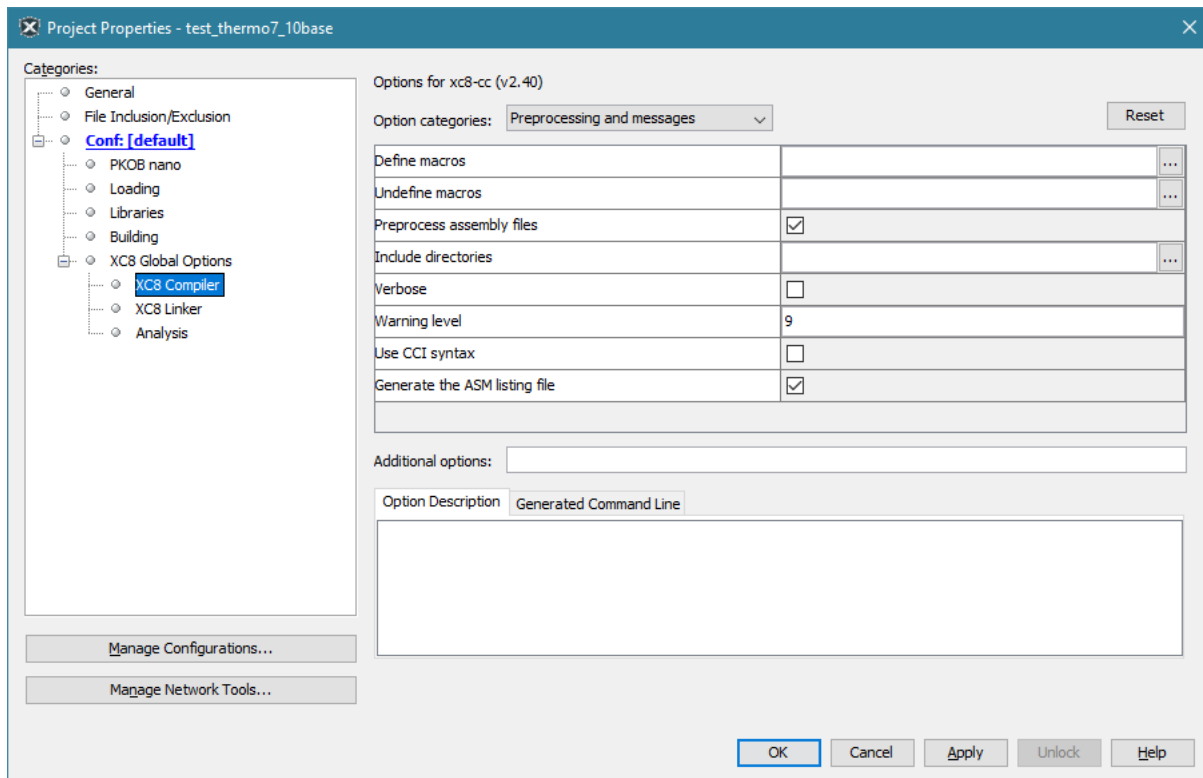 Project Properties - test_thermo7_10base
Categories:
General
File Inclusion/Exclusion
Conf: [default]
PKOB nano
Loading
Libraries
Building
XC8 Global Options
XC8 Compiler
XC8 Linker
Analysis
Manage Configurations...
Manage Network Tools...
Options for xc8-cc (v2.40)
Option categories: Preprocessing and messages Reset
Define macros ...
Undefine macros ...
Preprocess assembly files
Include directories ...
Verbose
Warning level 9
Use CCI syntax
Generate the ASM listing file
Additional options:
Option Description Generated Command Line
OK Cancel Apply Unlock Help